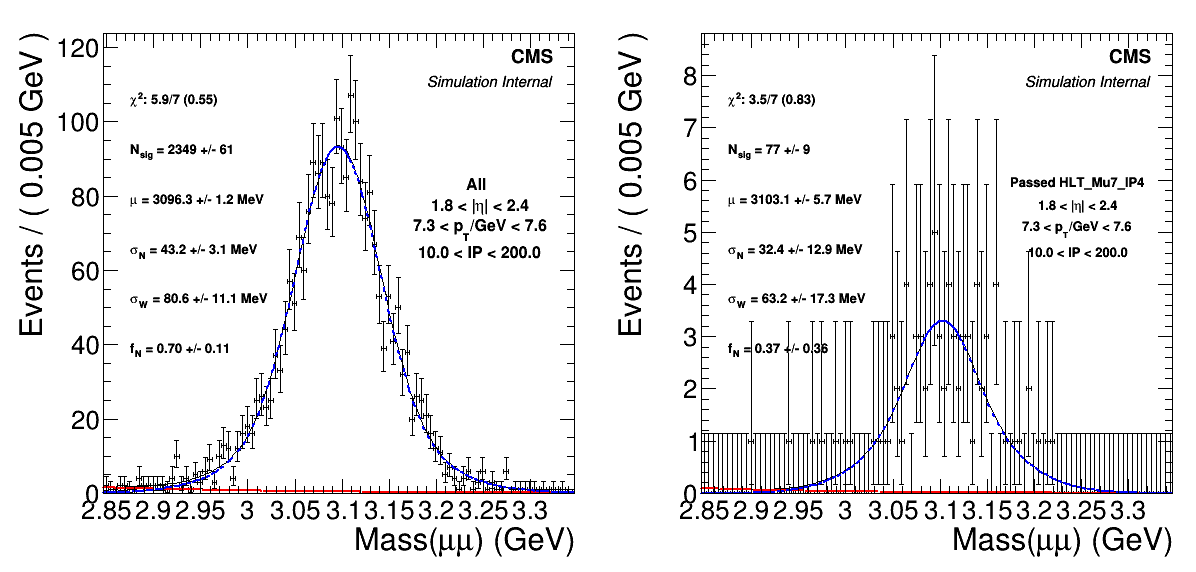 Events / ( 0.005 GeV )
120
100
80
60
40
20
0
CMS
Simulation Internal
χ²: 5.9/7 (0.55)
N_sig = 2349 +/- 61
μ = 3096.3 +/- 1.2 MeV
σ_N = 43.2 +/- 3.1 MeV
σ_W = 80.6 +/- 11.1 MeV
f_N = 0.70 +/- 0.11
All
1.8 < |η| < 2.4
7.3 < p_T/GeV < 7.6
10.0 < IP < 200.0
2.85 2.9 2.95 3 3.05 3.1 3.15 3.2 3.25 3.3
Mass(μμ) (GeV)
Events / ( 0.005 GeV )
8
7
6
5
4
3
2
1
0
CMS
Simulation Internal
χ²: 3.5/7 (0.83)
N_sig = 77 +/- 9
μ = 3103.1 +/- 5.7 MeV
σ_N = 32.4 +/- 12.9 MeV
σ_W = 63.2 +/- 17.3 MeV
f_N = 0.37 +/- 0.36
Passed HLT_Mu7_IP4
1.8 < |η| < 2.4
7.3 < p_T/GeV < 7.6
10.0 < IP < 200.0
2.85 2.9 2.95 3 3.05 3.1 3.15 3.2 3.25 3.3
Mass(μμ) (GeV)